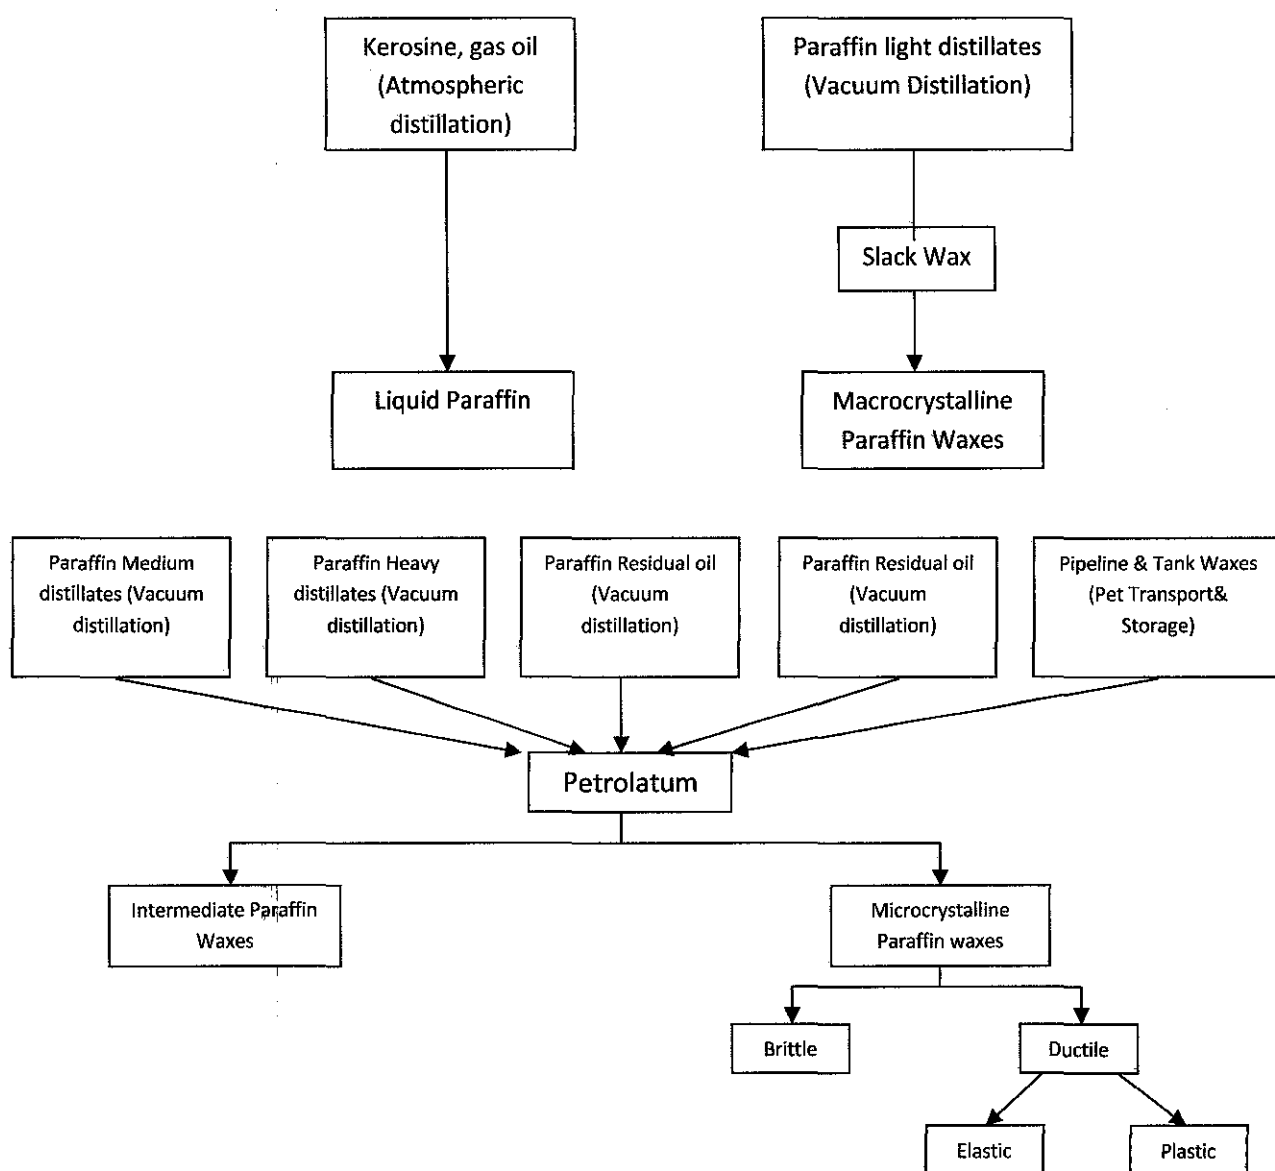 Kerosine, gas oil
(Atmospheric
distillation)
Paraffin light distillates
(Vacuum Distillation)
Slack Wax
Liquid Paraffin
Macrocrystalline
Paraffin Waxes
Paraffin Medium
distillates (Vacuum
distillation)
Paraffin Heavy
distillates (Vacuum
distillation)
Paraffin Residual oil
(Vacuum
distillation)
Paraffin Residual oil
(Vacuum
distillation)
Pipeline & Tank Waxes
(Pet Transport&
Storage)
Petrolatum
Intermediate Paraffin
Waxes
Microcrystalline
Paraffin waxes
Brittle
Ductile
Elastic
Plastic